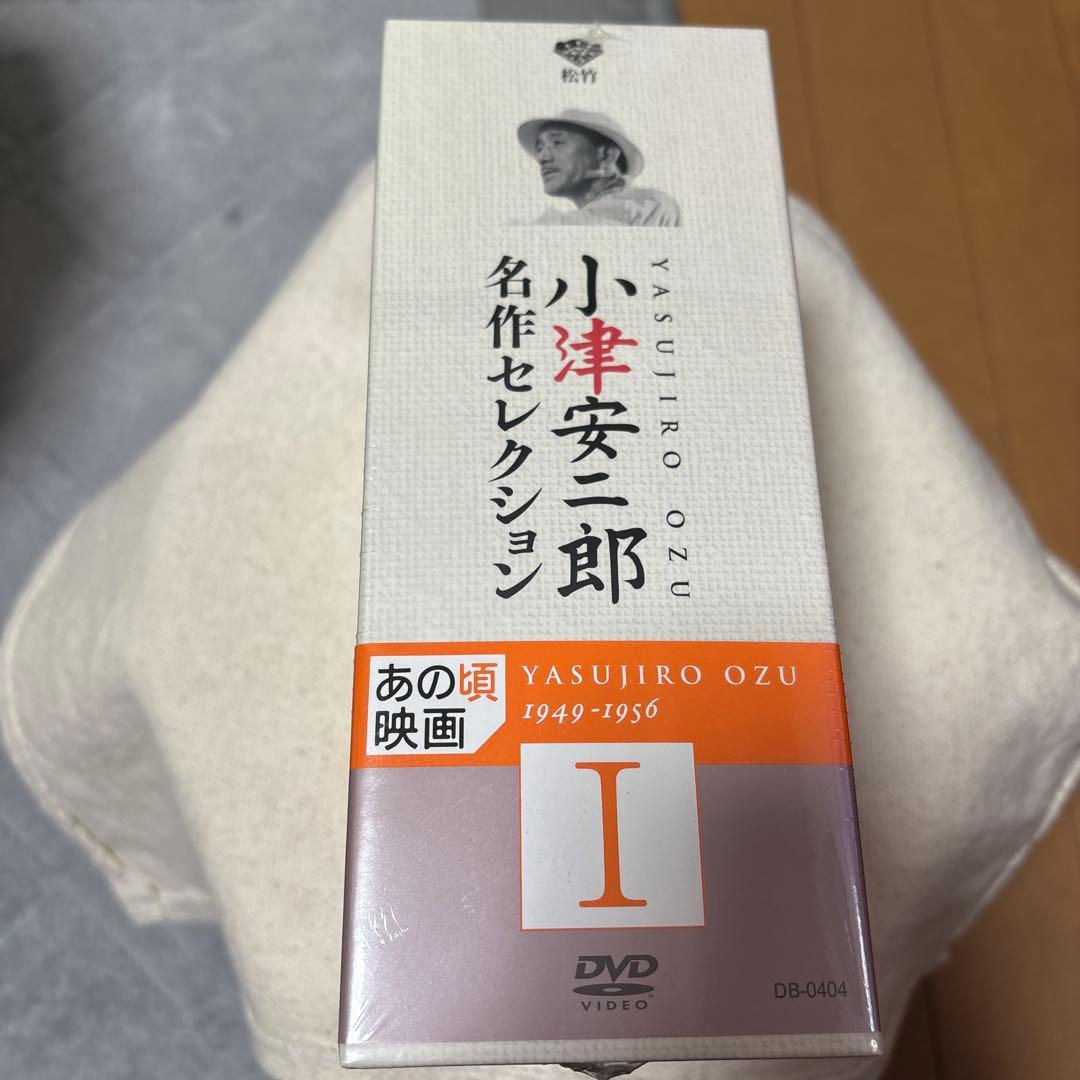 松竹
YASUJIRO OZU
小津安二郎
名作セレクション
あの頃
映画
YASUJIRO OZU
1949-1956
I
DVD
VIDEO
TM
DB-0404